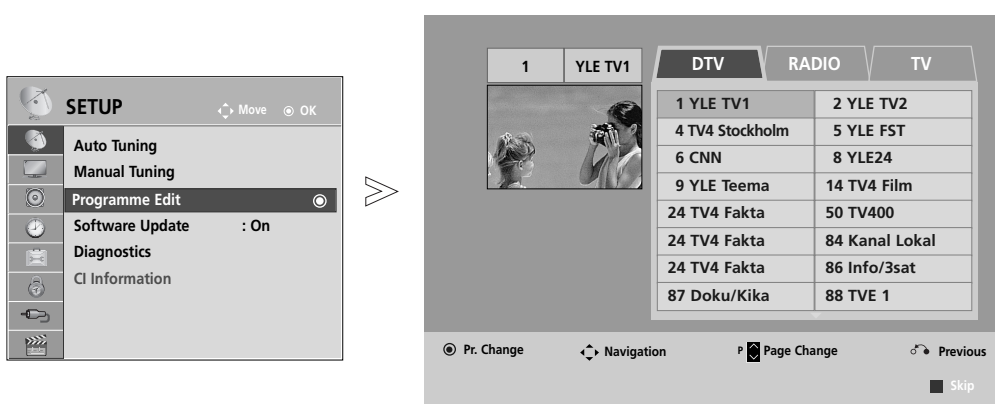 SETUP
Move OK
Auto Tuning
Manual Tuning
Programme Edit
Software Update : On
Diagnostics
CI Information
1 YLE TV1
DTV RADIO TV
1 YLE TV1 2 YLE TV2
4 TV4 Stockholm 5 YLE FST
6 CNN 8 YLE24
9 YLE Teema 14 TV4 Film
24 TV4 Fakta 50 TV400
24 TV4 Fakta 84 Kanal Lokal
24 TV4 Fakta 86 Info/3sat
87 Doku/Kika 88 TVE 1
Pr. Change Navigation P Page Change Previous
Skip